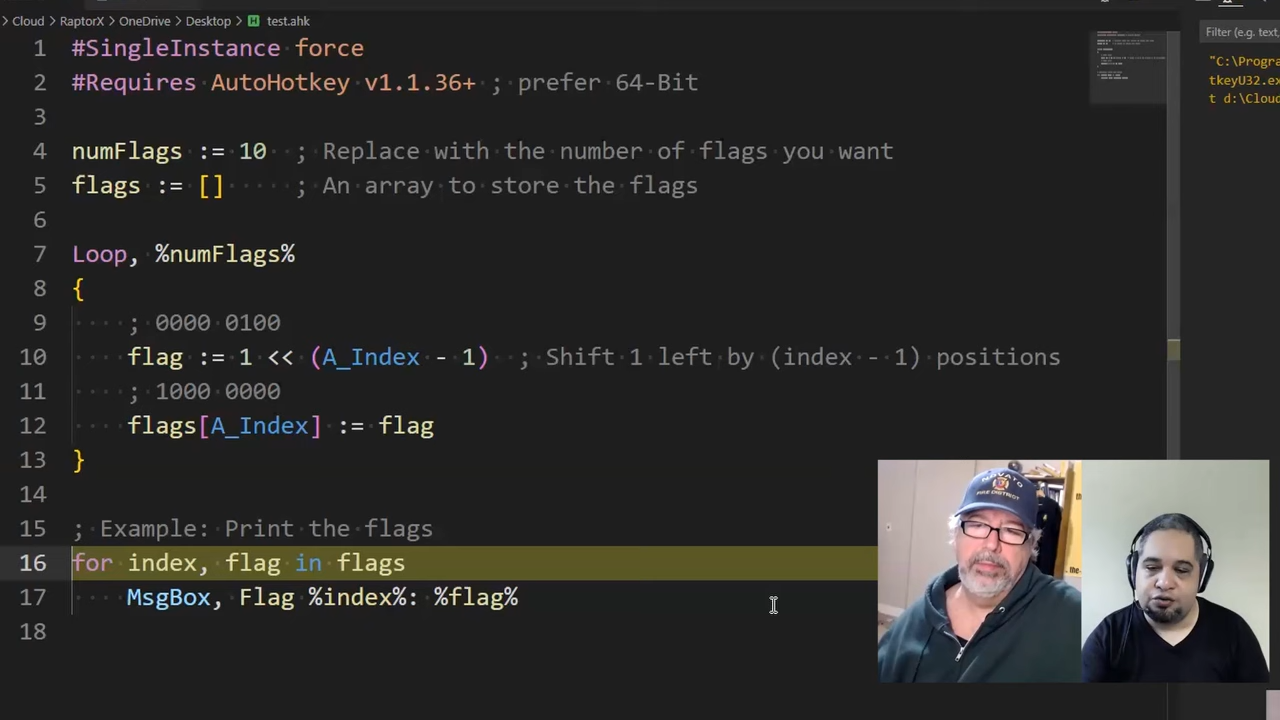 Cloud > RaptorX > OneDrive > Desktop > test.ahk
Filter (e.g. text,
1 #SingleInstance force
2 #Requires AutoHotkey v1.1.36+ ; prefer 64-Bit
3
4 numFlags := 10 ; Replace with the number of flags you want
5 flags := [] ; An array to store the flags
6
7 Loop, %numFlags%
8 {
9 ; 0000 0100
10 flag := 1 << (A_Index - 1) ; Shift 1 left by (index - 1) positions
11 ; 1000 0000
12 flags[A_Index] := flag
13 }
14
15 ; Example: Print the flags
16 for index, flag in flags
17 MsgBox, Flag %index%: %flag%
18
"C:\Progra
tkeyU32.ex
t d:\Cloud
NOVATO
FIRE DISTRICT